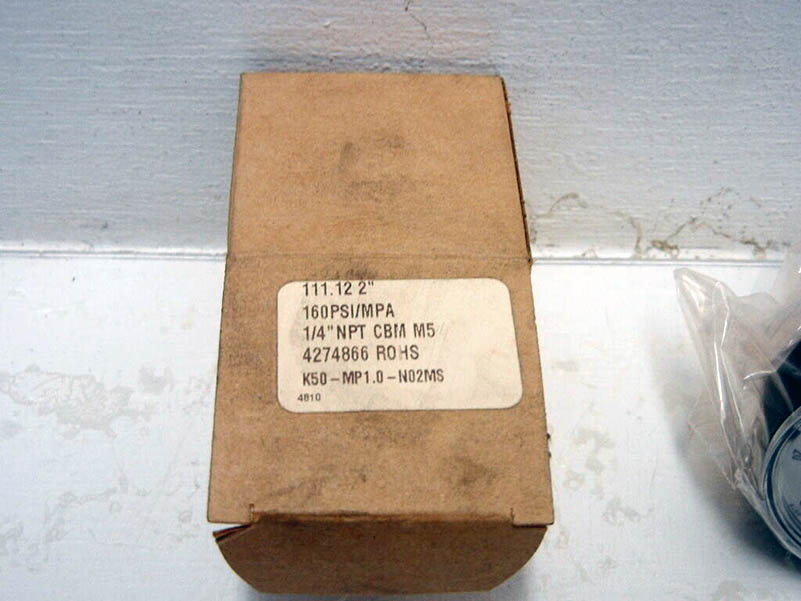 111.12 2"
160PSI/MPA
1/4" NPT CBM M5
4274866 ROHS
K50-MP1.0-N02MS
4810